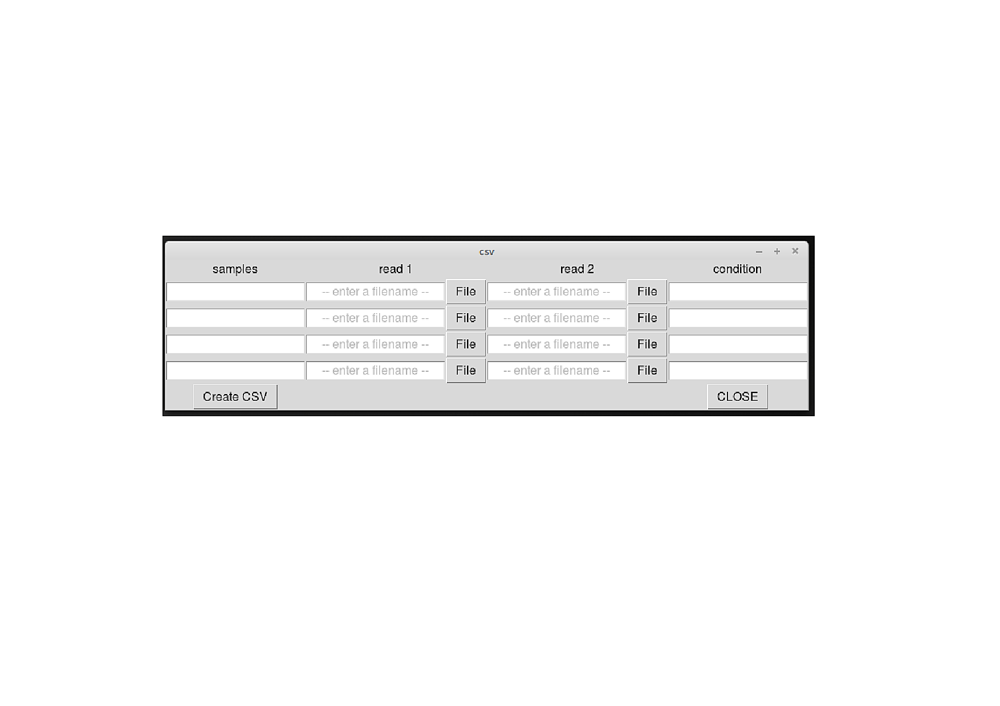 csv
samples read 1 read 2 condition
-- enter a filename -- File -- enter a filename -- File
-- enter a filename -- File -- enter a filename -- File
-- enter a filename -- File -- enter a filename -- File
-- enter a filename -- File -- enter a filename -- File
Create CSV CLOSE